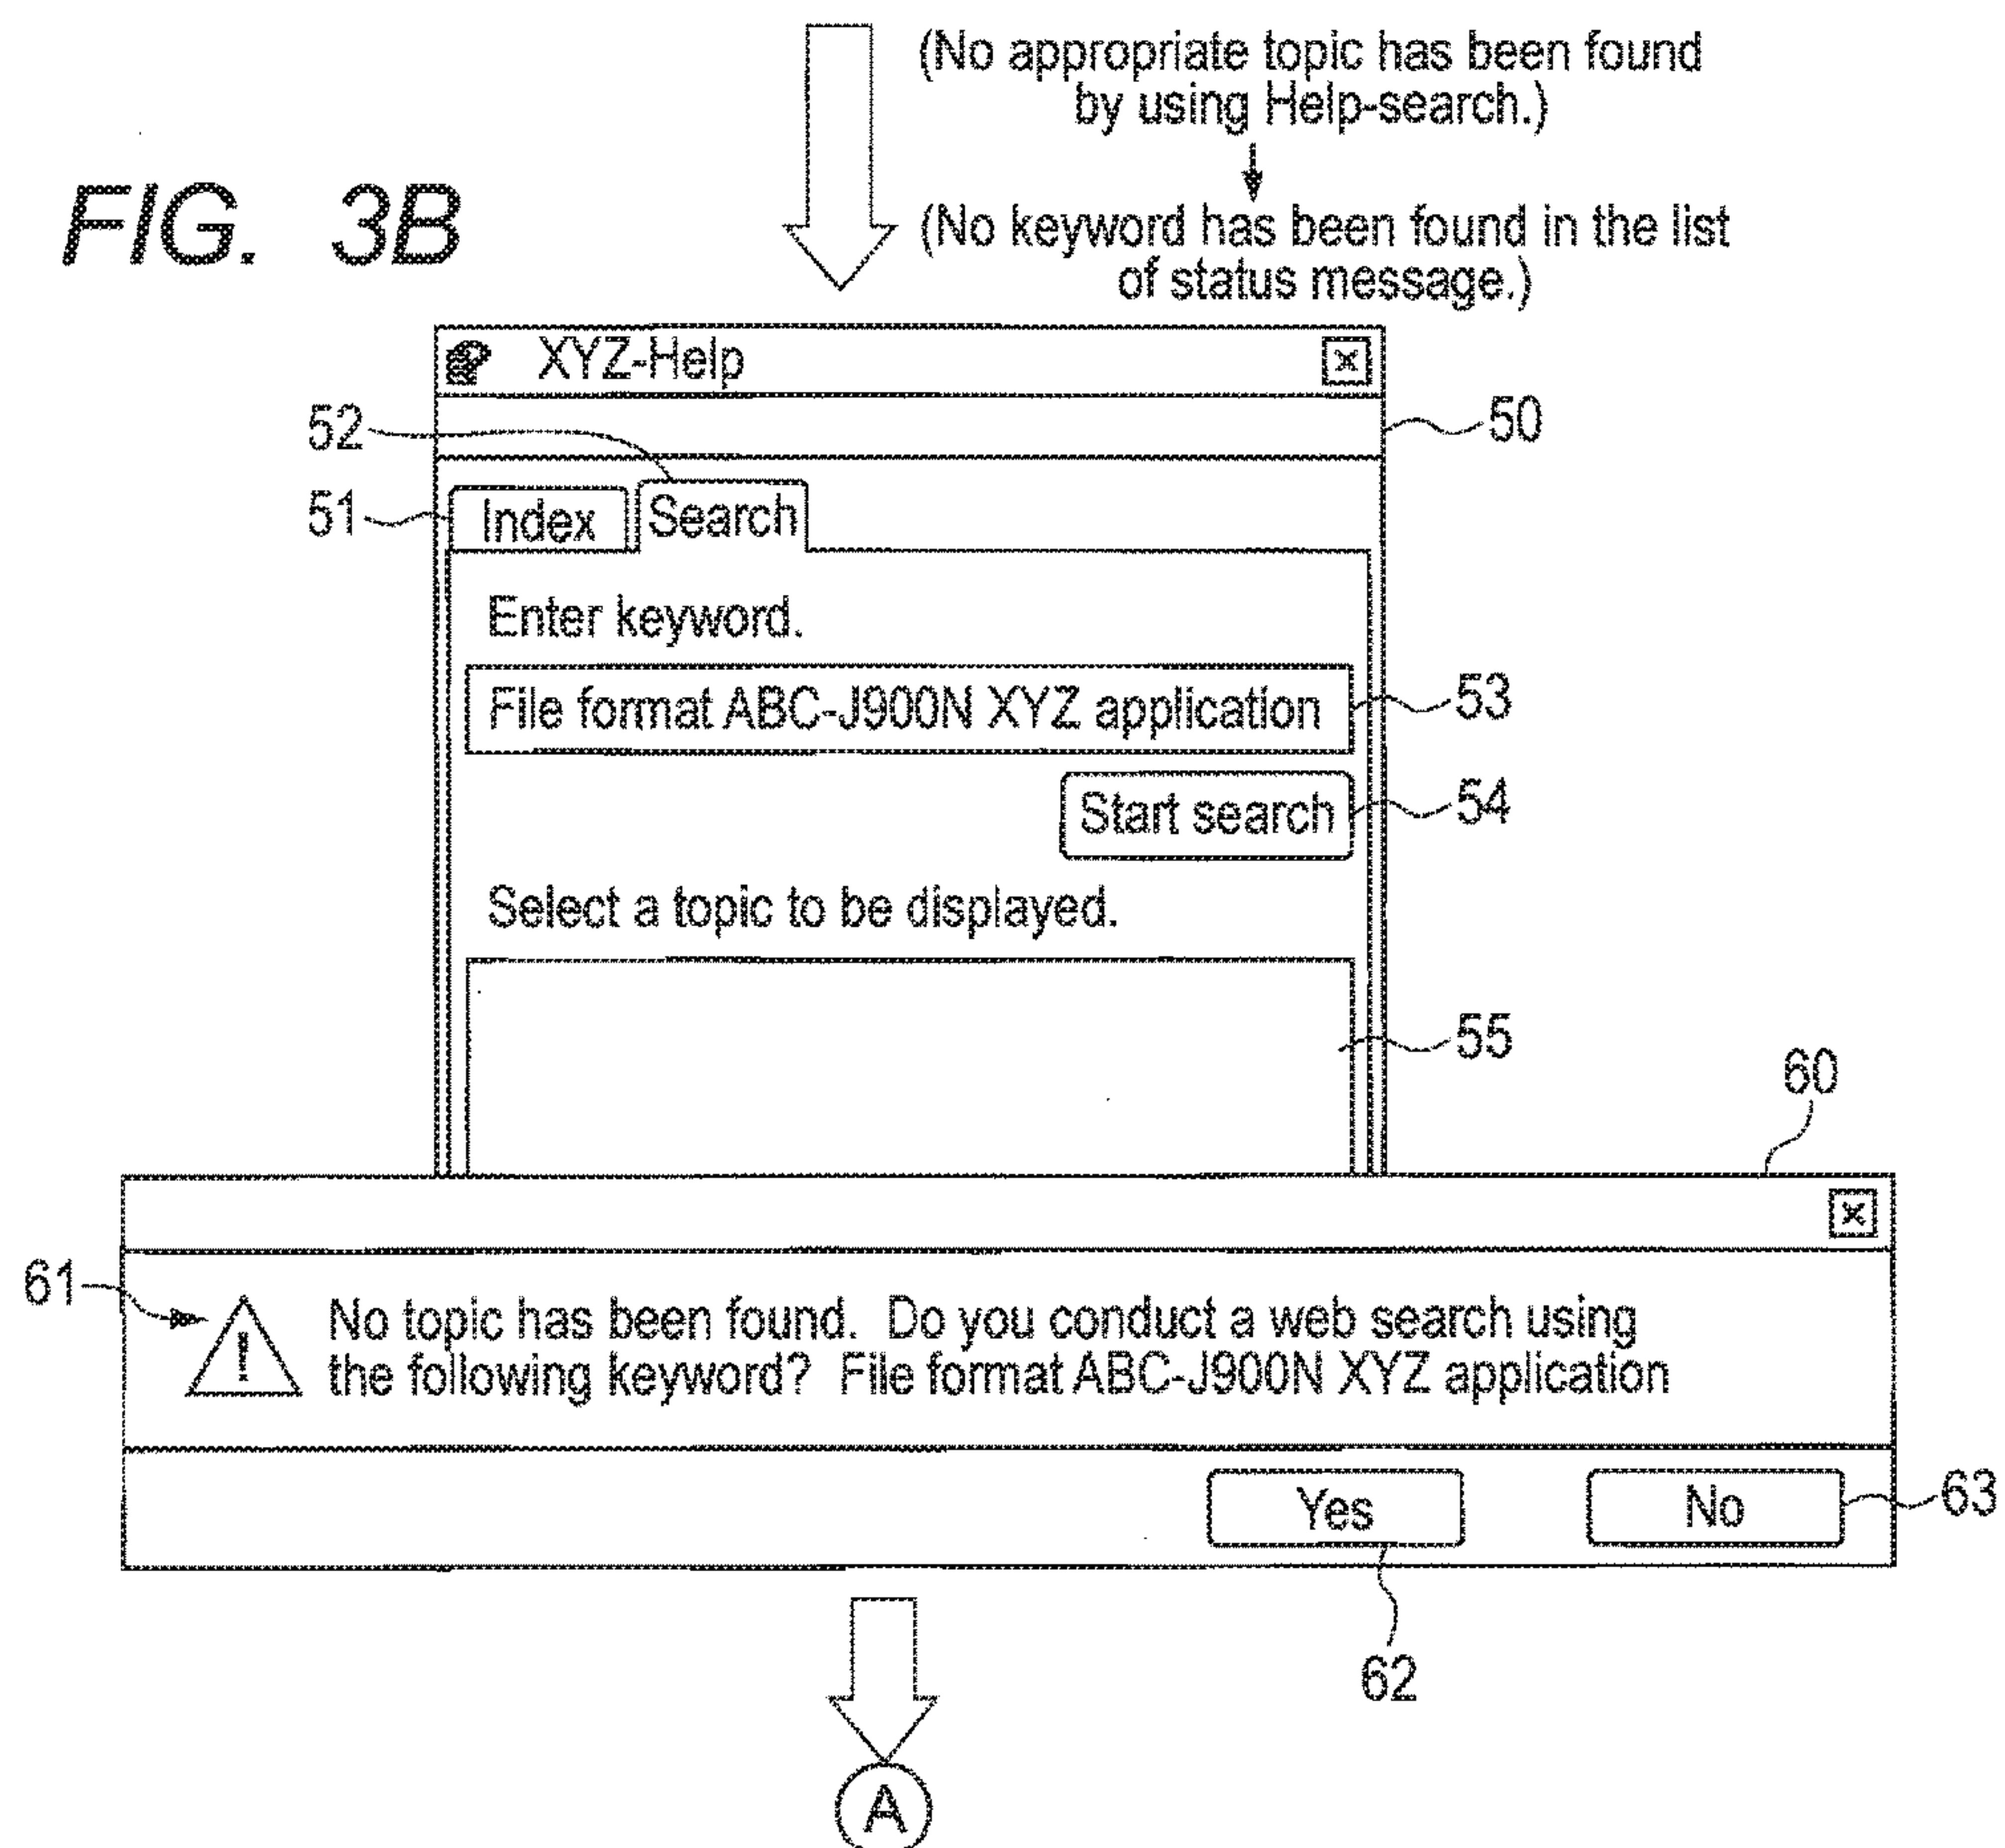 (No appropriate topic has been found
by using Help-search.)
FIG. 3B
(No keyword has been found in the list
of status message.)
XYZ-Help
50
52
51
Index
Search
Enter keyword.
File format ABC-J900N XYZ application
53
Start search
54
Select a topic to be displayed.
55
60
61
! No topic has been found. Do you conduct a web search using
the following keyword? File format ABC-J900N XYZ application
Yes
No
63
62
A